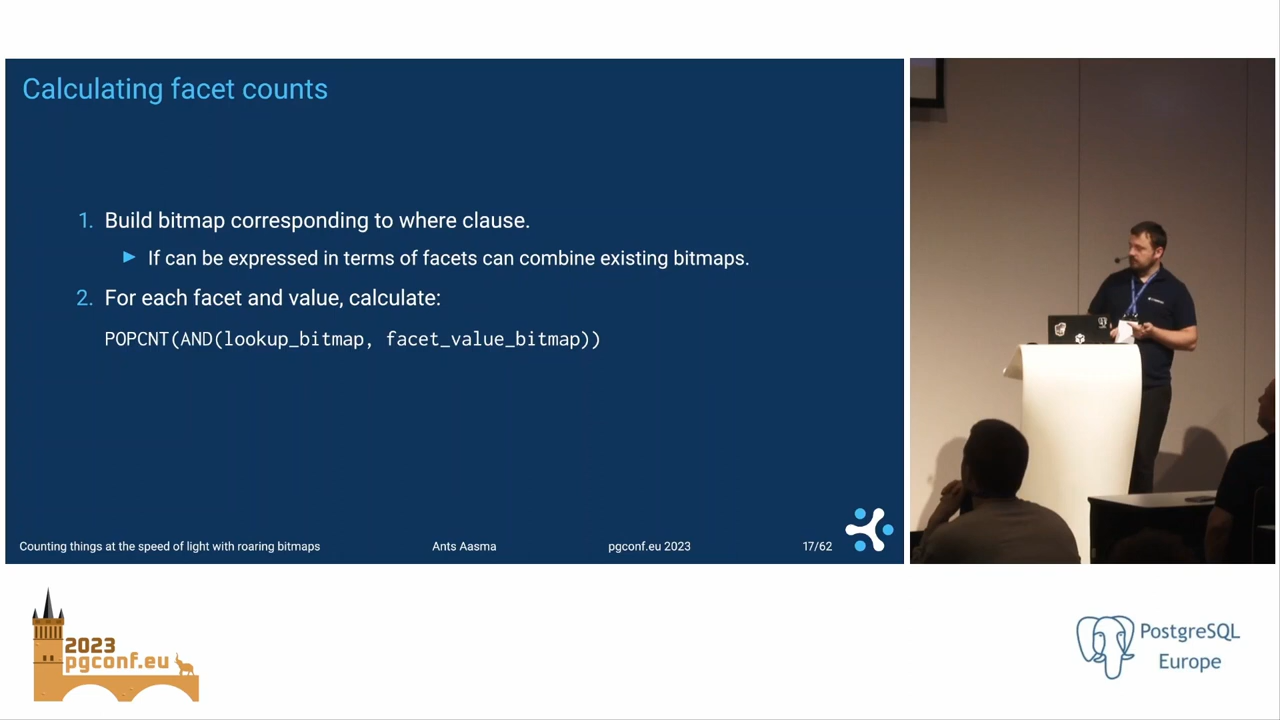 Calculating facet counts
1. Build bitmap corresponding to where clause.
If can be expressed in terms of facets can combine existing bitmaps.
2. For each facet and value, calculate:
POPCNT(AND(lookup_bitmap, facet_value_bitmap))
Counting things at the speed of light with roaring bitmaps Ants Aasma pgconf.eu 2023 17/62
2023
pgconf.eu
PostgreSQL
Europe